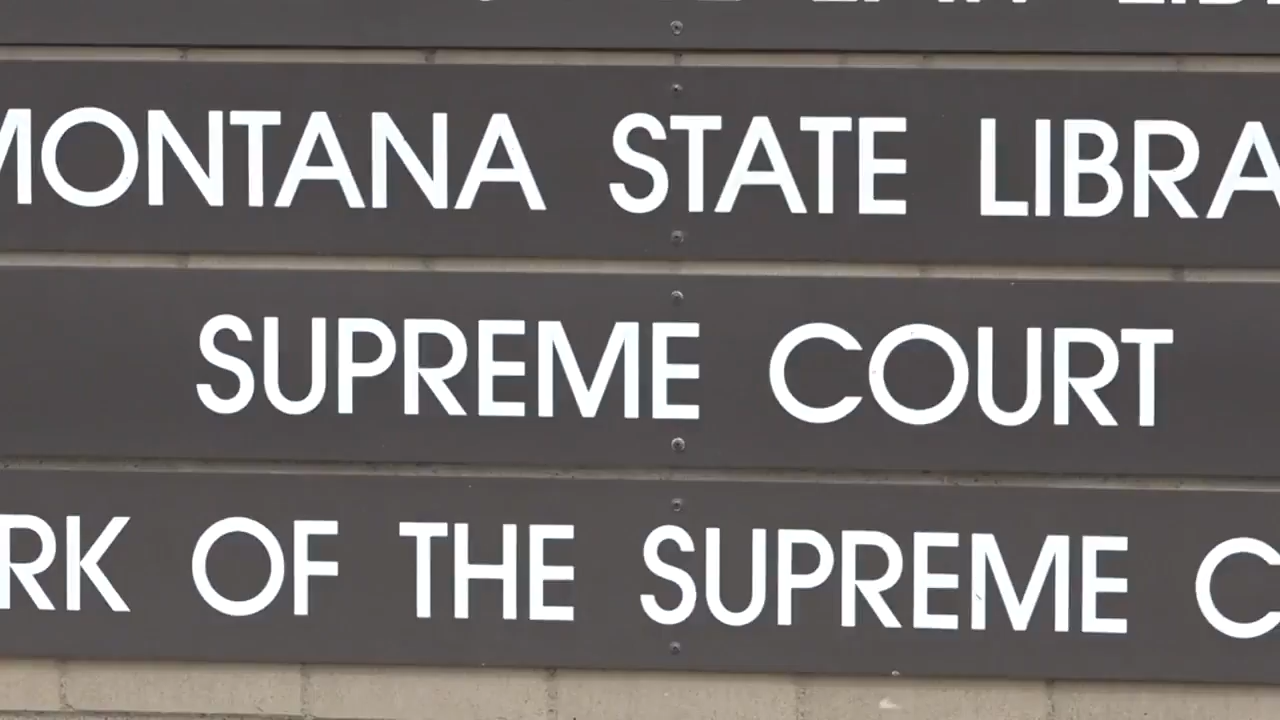 MONTANA STATE LIBRA
SUPREME COURT
RK OF THE SUPREME C